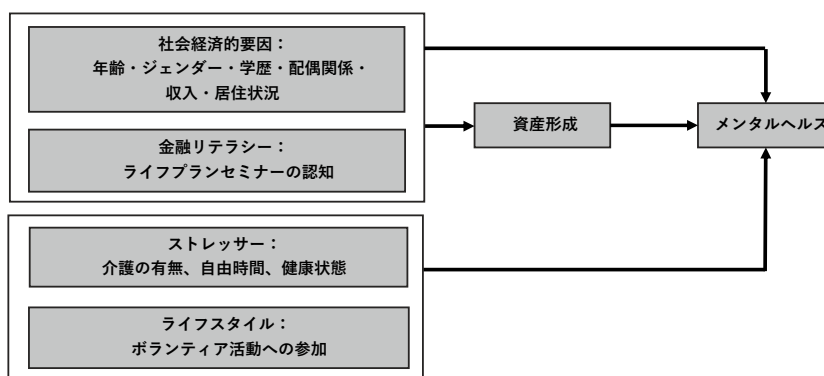 社会経済的要因：
年齢・ジェンダー・学歴・配偶関係・
収入・居住状況
金融リテラシー：
ライフプランセミナーの認知
資産形成
メンタルヘルス
ストレッサー：
介護の有無、自由時間、健康状態
ライフスタイル：
ボランティア活動への参加